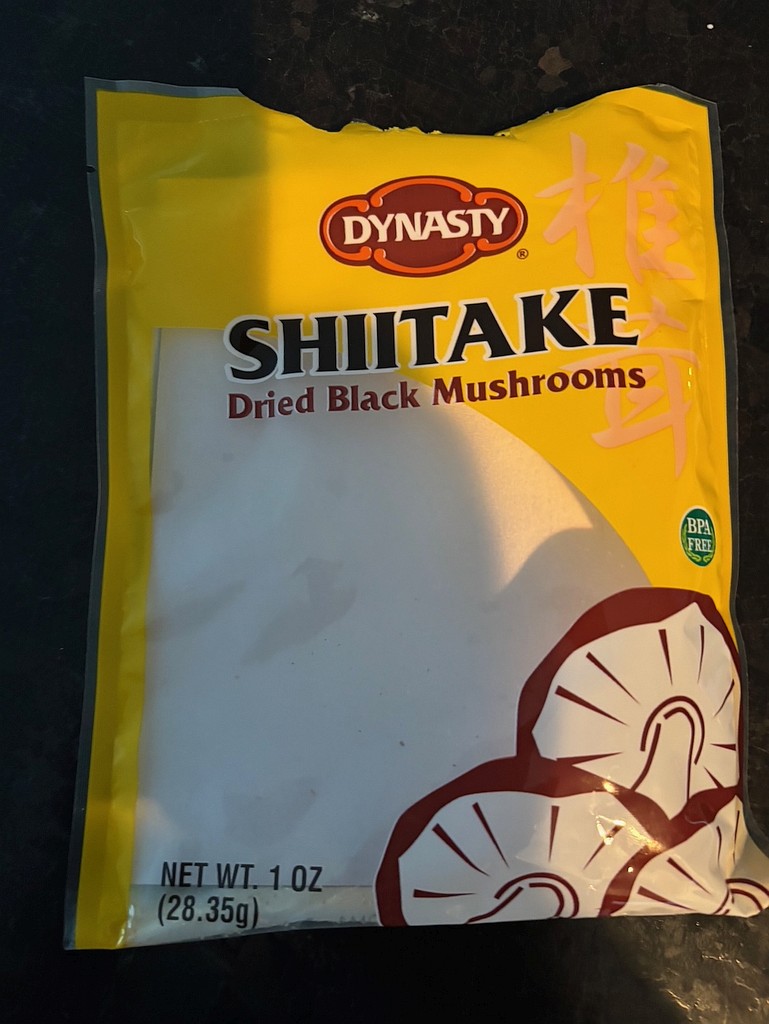 DYNASTY
®
SHIITAKE
Dried Black Mushrooms
椎茸
BPA
FREE
NET WT. 1 OZ
(28.35g)